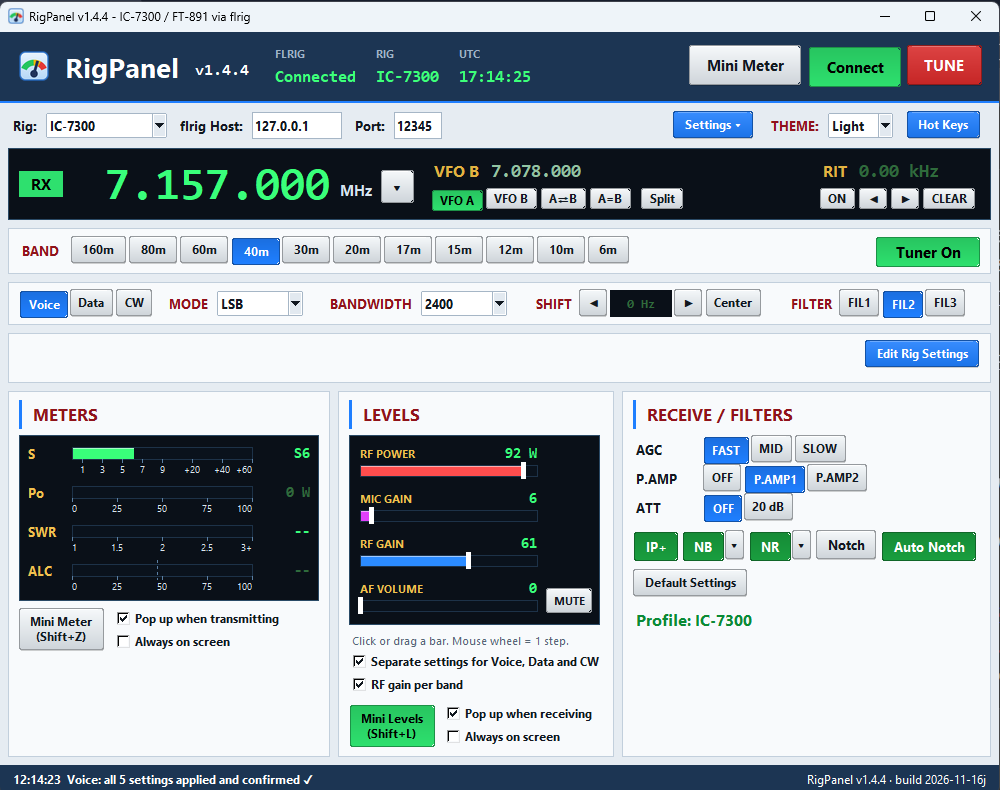 RigPanel v1.4.4 - IC-7300 / FT-891 via flrig
RigPanel v1.4.4
FLRIG RIG UTC
Connected IC-7300 17:14:25
Mini Meter Connect TUNE
Rig: IC-7300 flrig Host: 127.0.0.1 Port: 12345 Settings THEME: Light Hot Keys
RX 7.157.000 MHz
VFO B 7.078.000
VFO A VFO B A⇌B A=B Split
RIT 0.00 kHz
ON ◄ ► CLEAR
BAND 160m 80m 60m 40m 30m 20m 17m 15m 12m 10m 6m Tuner On
Voice Data CW MODE LSB BANDWIDTH 2400 SHIFT ◄ 0 Hz ► Center FILTER FIL1 FIL2 FIL3
Edit Rig Settings
METERS
S S6
1 3 5 7 9 +20 +40 +60
Po 0 W
0 25 50 75 100
SWR --
1 1.5 2 2.5 3+
ALC --
0 25 50 75 100
Mini Meter
(Shift+Z)
Pop up when transmitting
Always on screen
LEVELS
RF POWER 92 W
MIC GAIN 6
RF GAIN 61
AF VOLUME 0
MUTE
Click or drag a bar. Mouse wheel = 1 step.
Separate settings for Voice, Data and CW
RF gain per band
Mini Levels
(Shift+L)
Pop up when receiving
Always on screen
RECEIVE / FILTERS
AGC FAST MID SLOW
P.AMP OFF P.AMP1 P.AMP2
ATT OFF 20 dB
IP+ NB NR Notch Auto Notch
Default Settings
Profile: IC-7300
12:14:23 Voice: all 5 settings applied and confirmed ✓
RigPanel v1.4.4 · build 2026-11-16j